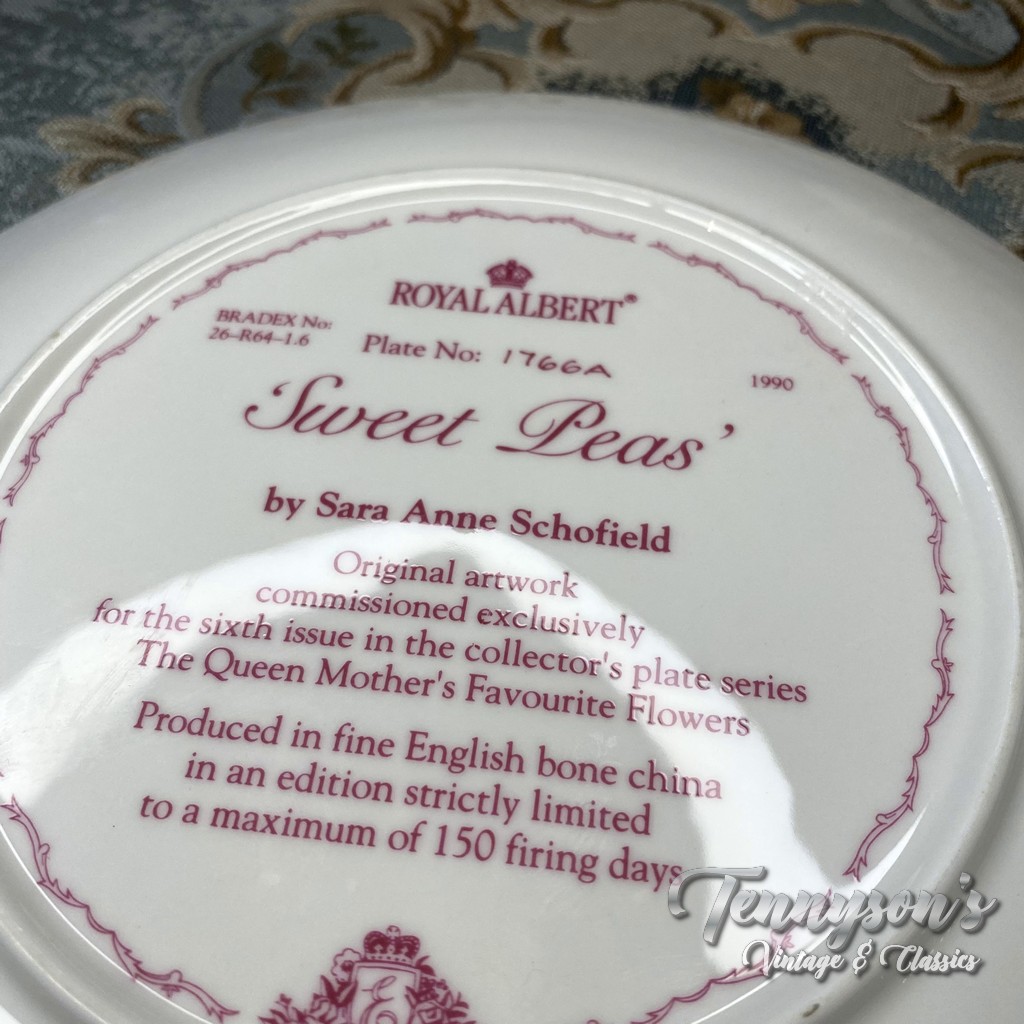 ROYAL ALBERT®
BRADEX No:
26-R64-1.6
Plate No: 1766A
1990
'Sweet Peas'
by Sara Anne Schofield
Original artwork
commissioned exclusively
for the sixth issue in the collector's plate series
The Queen Mother's Favourite Flowers
Produced in fine English bone china
in an edition strictly limited
to a maximum of 150 firing days
E
Tennyson's
Vintage & Classics